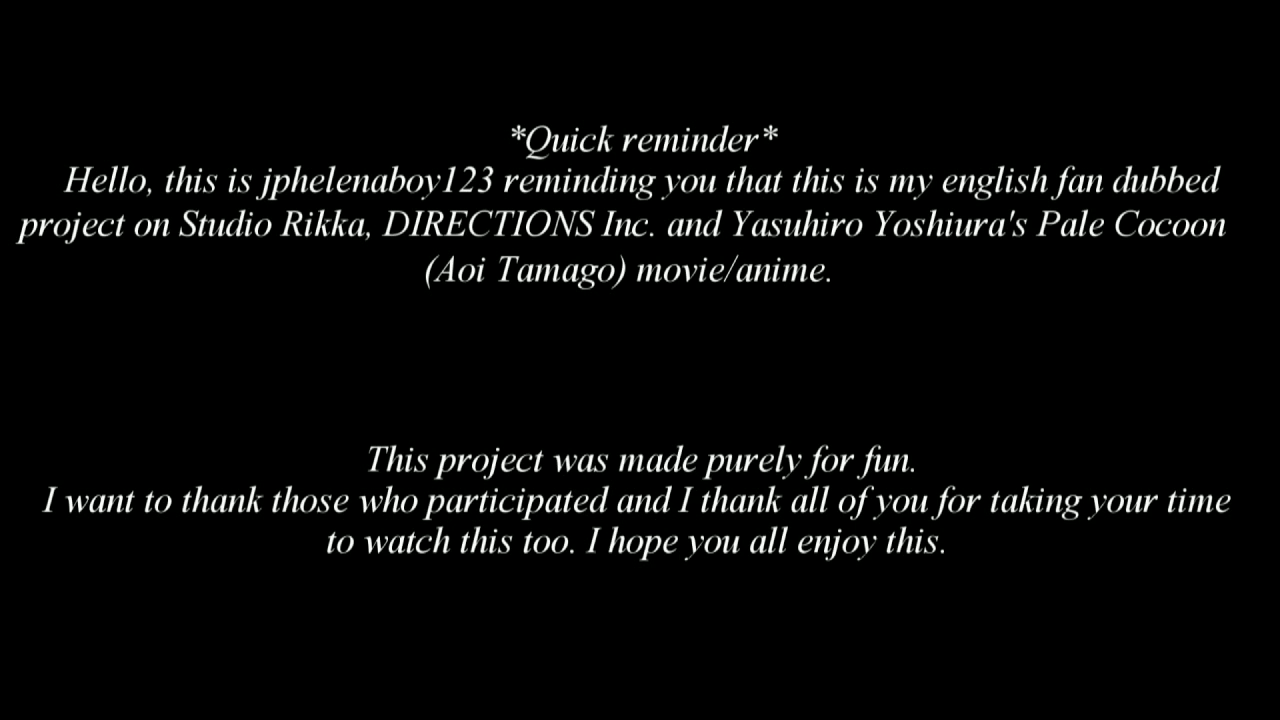 *Quick reminder*
Hello, this is jphelenaboy123 reminding you that this is my english fan dubbed
project on Studio Rikka, DIRECTIONS Inc. and Yasuhiro Yoshiura's Pale Cocoon
(Aoi Tamago) movie/anime.
This project was made purely for fun.
I want to thank those who participated and I thank all of you for taking your time
to watch this too. I hope you all enjoy this.